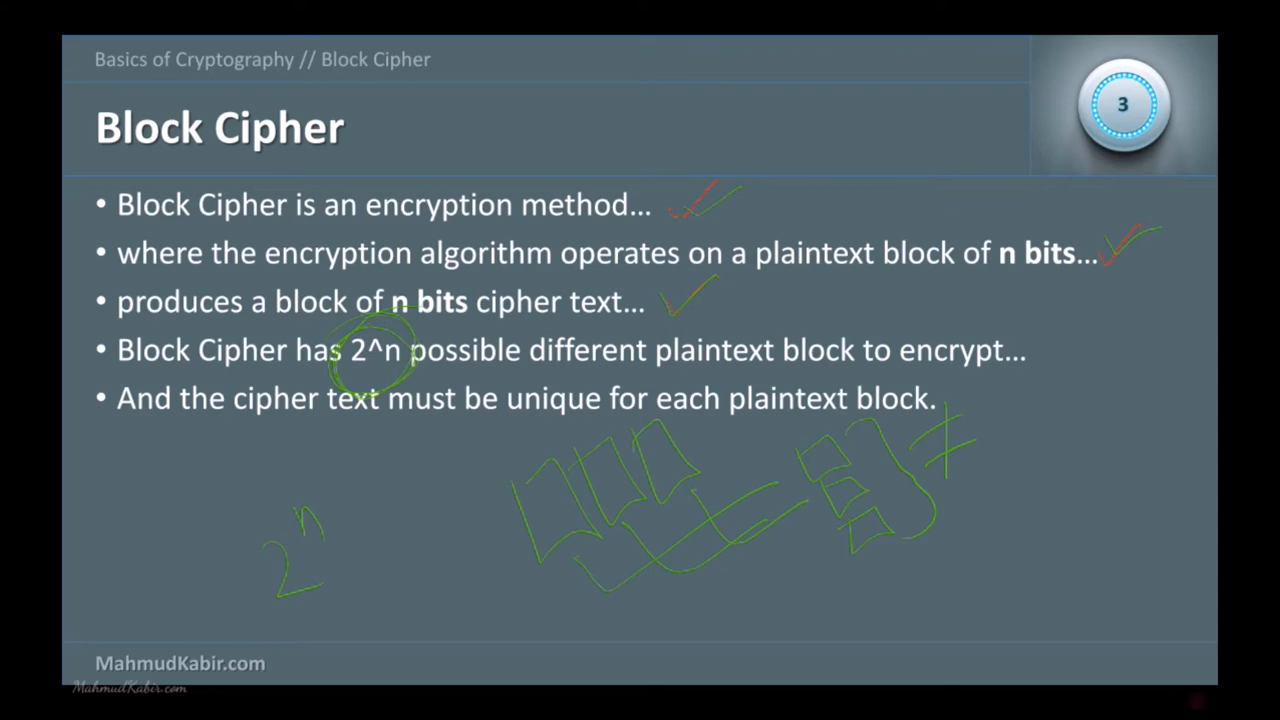 Basics of Cryptography // Block Cipher
3
Block Cipher
• Block Cipher is an encryption method...
• where the encryption algorithm operates on a plaintext block of n bits...
• produces a block of n bits cipher text...
• Block Cipher has 2^n possible different plaintext block to encrypt...
• And the cipher text must be unique for each plaintext block.
≠
2^n
MahmudKabir.com
MahmudKabir.com